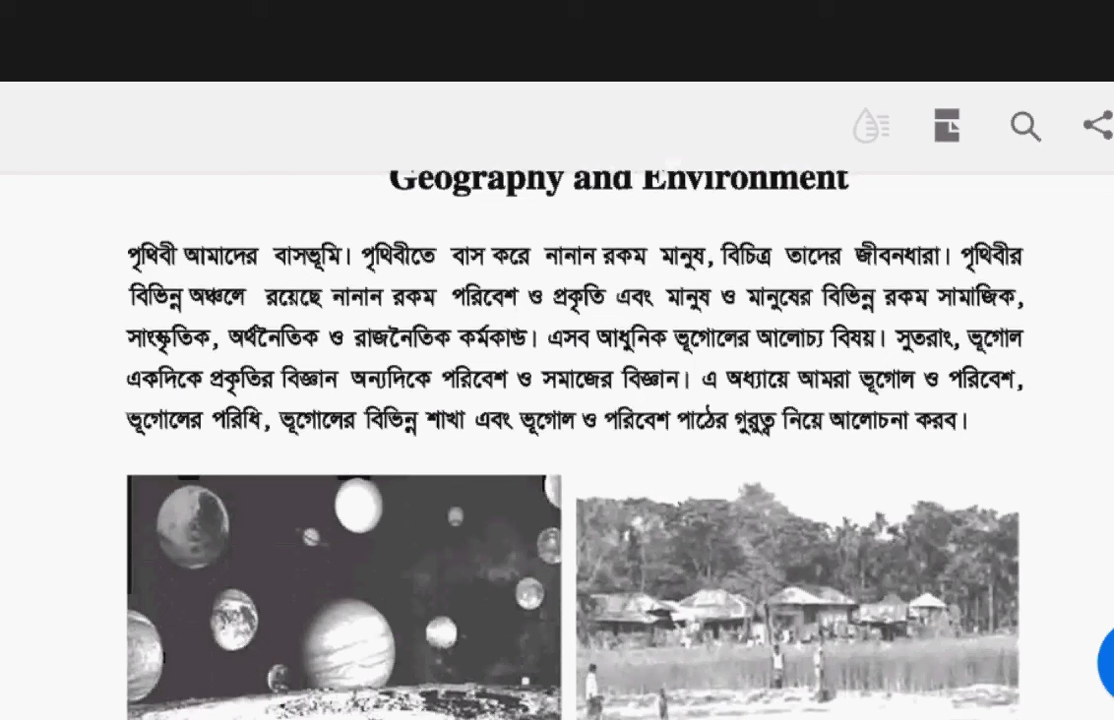 Geography and Environment
পৃথিবী আমাদের বাসভূমি। পৃথিবীতে বাস করে নানান রকম মানুষ, বিচিত্র তাদের জীবনধারা। পৃথিবীর
বিভিন্ন অঞ্চলে রয়েছে নানান রকম পরিবেশ ও প্রকৃতি এবং মানুষ ও মানুষের বিভিন্ন রকম সামাজিক,
সাংস্কৃতিক, অর্থনৈতিক ও রাজনৈতিক কর্মকান্ড। এসব আধুনিক ভূগোলের আলোচ্য বিষয়। সুতরাং, ভূগোল
একদিকে প্রকৃতির বিজ্ঞান অন্যদিকে পরিবেশ ও সমাজের বিজ্ঞান। এ অধ্যায়ে আমরা ভূগোল ও পরিবেশ,
ভূগোলের পরিধি, ভূগোলের বিভিন্ন শাখা এবং ভূগোল ও পরিবেশ পাঠের গুরুত্ব নিয়ে আলোচনা করব।